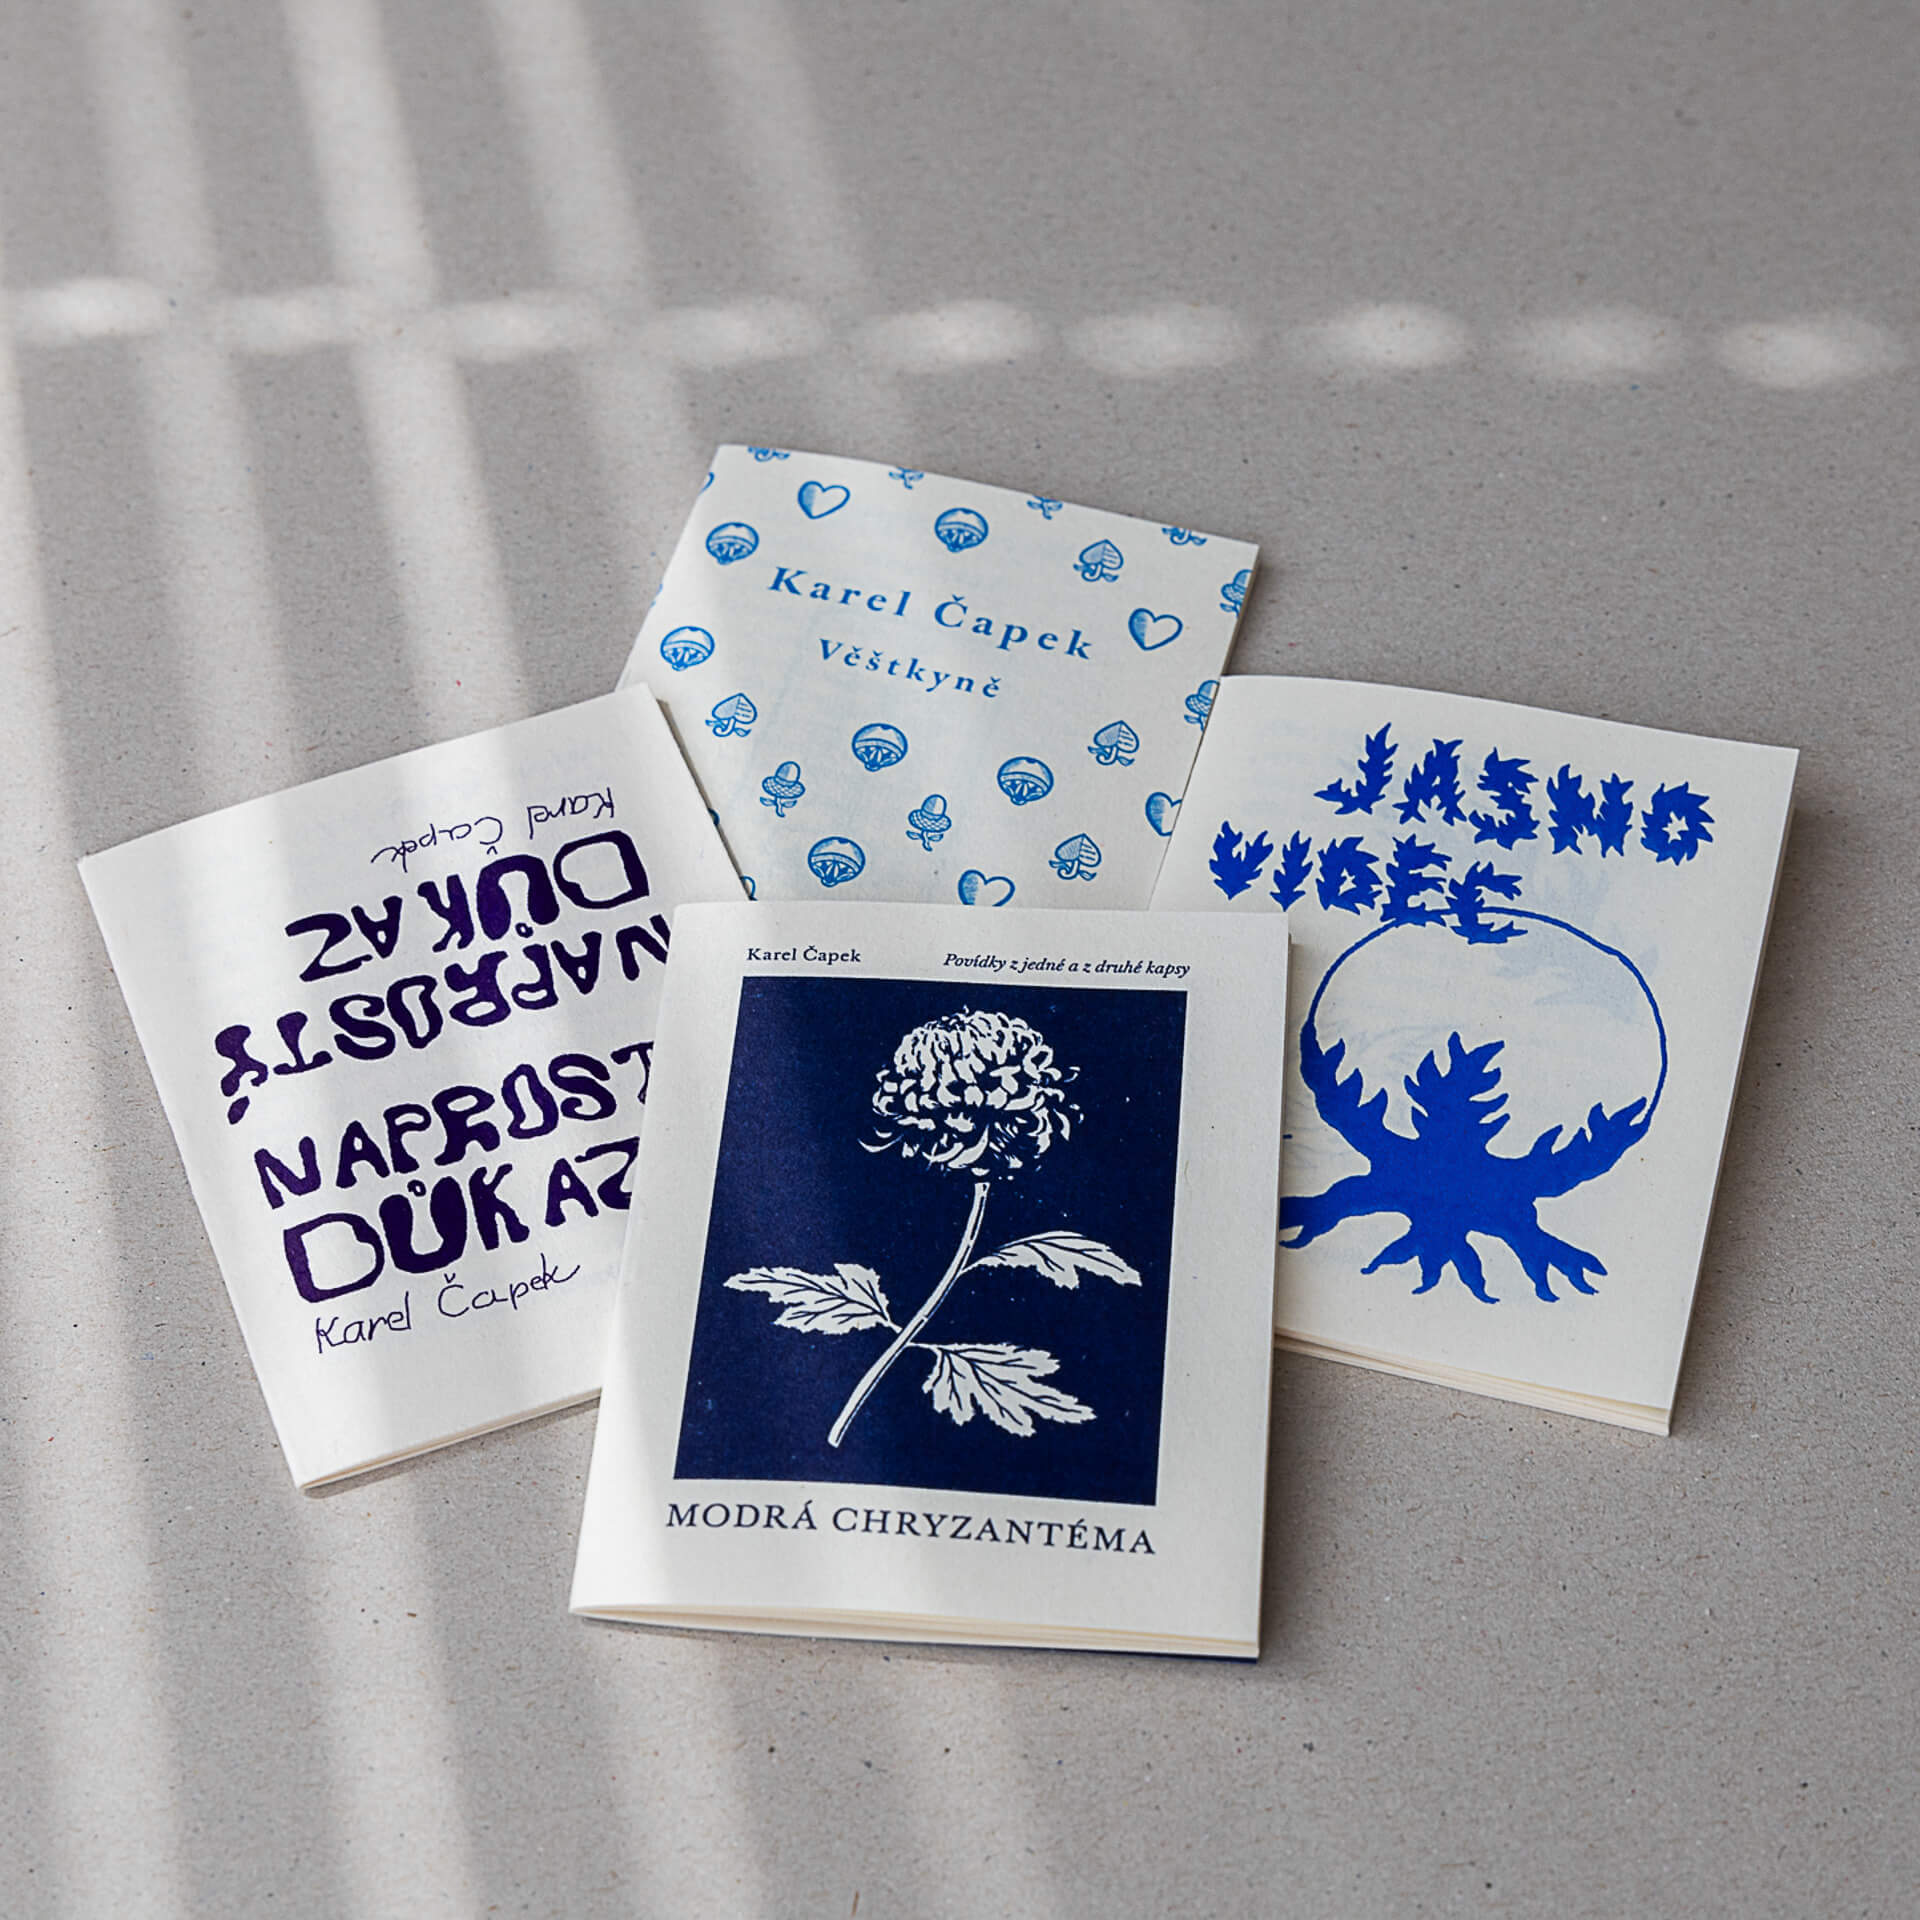 Karel Čapek
Věštkyně
Karel Čapek
DŮKAZ
NAPROSTÝ
NAPROST
DŮKAZ
Karel Čapek
JASNO
VIDEC
Karel Čapek
Povídky z jedné a z druhé kapsy
MODRÁ CHRYZANTÉMA